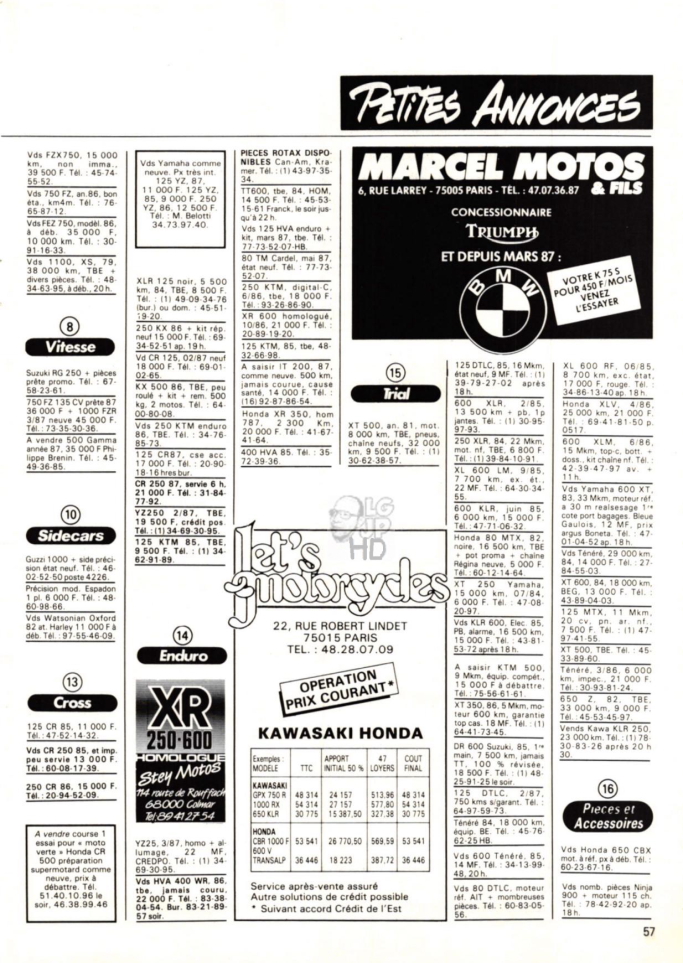 PETITES ANNONCES
Vds FZX750, 15 000
km, non imma.,
39 500 F. Tél. : 45-74-
55-52.
Vds 750 FZ, an.86, bon
éta., km4m. Tél. : 76-
65-87-12.
Vds FEZ 750, modèl. 86,
à déb. 35 000 F,
10 000 km. Tél. : 30-
91-16-33.
Vds 1100, XS, 79,
38 000 km, TBE +
divers pièces. Tél. : 48-
34-63-95, à déb., 20 h.
8
Vitesse
Suzuki RG 250 + pièces
prête promo. Tél. : 67-
58-23-61.
750 FZ 135 CV prête 87
36 000 F + 1000 FZR
3/87 neuve 45 000 F.
Tél. : 73-35-30-36.
A vendre 500 Gamma
année 87, 35 000 F Phi-
lippe Brenin. Tél. : 45-
49-36-85.
10
Sidecars
Guzzi 1000 + side préci-
sion état neuf. Tél. : 46-
02-52-50 poste 4226.
Précision mod. Espadon
1 pl. 6 000 F. Tél. : 48-
60-98-66.
Vds Watsonian Oxford
82 at. Harley 11 000 F à
déb. Tél. : 97-55-46-09.
13
Cross
125 CR 85, 11 000 F.
Tél. : 47-52-14-32.
Vds CR 250 85, et imp.
peu servie 13 000 F.
Tél. : 60-08-17-39.
250 CR 86, 15 000 F.
Tél. : 20-94-52-09.
A vendre course 1
essai pour « moto
verte » Honda CR
500 préparation
supermotard comme
neuve, prix à
débattre. Tél.
51.40.10.96 le
soir, 46.38.99.46
Vds Yamaha comme
neuve. Px très int.
125 YZ, 87,
11 000 F. 125 YZ,
85, 9 000 F. 250
YZ, 86, 12 500 F.
Tél. : M. Belotti
34.73.97.40.
XLR 125 noir, 5 500
km, 84, TBE, 8 500 F.
Tél. : (1) 49-09-34-76
(bur.) ou dom. : 45-51-
19-20.
250 KX 86 + kit rép.
neuf 15 000 F. Tél. : 69-
34-52-51 ap. 19 h.
Vd CR 125, 02/87 neuf
18 000 F. Tél. : 69-01-
02-65.
KX 500 86, TBE, peu
roulé + kit + rem. 500
kg, 2 motos. Tél. : 64-
00-80-08.
Vds 250 KTM enduro
86, TBE. Tél. : 34-76-
85-73.
125 CR87, cse acc.
17 000 F. Tél. : 20-90-
18-16 hres bur.
CR 250 87, servie 6 h.
21 000 F. Tél. : 31-84-
77-92.
YZ250 2/87, TBE,
19 500 F, crédit pos.
Tél. : (1) 34-69-30-95.
125 KTM 85, TBE,
9 500 F. Tél. : (1) 34-
62-91-89.
14
Enduro
XR
250·600
HOMOLOGUE
Stey Motos
114 route de Rouffach
68000 Colmar
Tél 89 41 27 54
YZ25, 3/87, homo + al-
lumage, 22 MF,
CREDPO. Tél. : (1) 34-
69-30-95.
Vds HVA 400 WR, 86,
tbe, jamais couru,
22 000 F. Tél. : 83-38-
04-54. Bur. 83-21-89-
57 soir.
PIECES ROTAX DISPO-
NIBLES Can-Am, Kra-
mer. Tél. : (1) 43-97-35-
34.
TT600, tbe, 84, HOM,
14 500 F. Tél. : 45-53-
15-61 Franck, le soir jus-
qu'à 22 h.
Vds 125 HVA enduro +
kit, mars 87, tbe. Tél. :
77-73-52-07-HB.
80 TM Cardel, mai 87,
état neuf. Tél. : 77-73-
52-07.
250 KTM, digital-C,
6/86, tbe, 18 000 F.
Tél. : 93-26-86-90.
XR 600 homologué,
10/86, 21 000 F. Tél. :
20-89-19-20.
125 KTM, 85, tbe, 48-
32-66-98.
A saisir IT 200, 87,
comme neuve. 500 km,
jamais courue, cause
santé, 14 000 F. Tél. :
(16) 92-87-86-54.
Honda XR 350, hom
787, 2 300 Km,
20 000 F. Tél. : 41-67-
41-64.
400 HVA 85. Tél. : 35-
72-39-36.
MARCEL MOTOS
& FILS
6, RUE LARREY - 75005 PARIS - TÉL. : 47.07.36.87
CONCESSIONNAIRE
TRIUMPH
ET DEPUIS MARS 87 :
BMW
VOTRE K 75 S
POUR 450 F/MOIS
VENEZ
L'ESSAYER
15
Trial
XT 500, an. 81, mot.
8 000 km, TBE, pneus,
chaîne neufs, 32 000
km, 9 500 F. Tél. : (1)
30-62-38-57.
let's
motorcycles
22, RUE ROBERT LINDET
75015 PARIS
TEL. : 48.28.07.09
OPERATION
PRIX COURANT*
KAWASAKI HONDA
Exemples : MODELE TTC APPORT INITIAL 50 % 47 LOYERS COUT FINAL
KAWASAKI
GPX 750 R 48 314 24 157 513,96 48 314
1000 RX 54 314 27 157 577,80 54 314
650 KLR 30 775 15 387,50 327,38 30 775
HONDA
CBR 1000 F 53 541 26 770,50 569,59 53 541
600 V
TRANSALP 36 446 18 223 387,72 36 446
Service après-vente assuré
Autre solutions de crédit possible
* Suivant accord Crédit de l'Est
125 DTLC, 85, 16 Mkm,
état neuf, 9 MF. Tél. : (1)
39-79-27-02 après
18 h.
600 XLR, 2/85,
13 500 km + pb, 1p
jantes. Tél. : (1) 30-95-
97-93.
250 XLR, 84, 22 Mkm,
mot. nf, TBE, 6 800 F.
Tél. : (1) 39-84-10-91.
XL 600 LM, 9/85,
7 700 km, ex. ét.,
22 MF. Tél. : 64-30-34-
55.
600 KLR, juin 85,
6 000 km, 15 000 F.
Tél. : 47-71-06-32.
Honda 80 MTX, 82,
noire, 16 500 km, TBE
+ pot proma + chaîne
Régina neuve, 5 000 F.
Tél. : 60-12-14-64.
XT 250 Yamaha,
15 000 km, 07/84,
6 000 F. Tél. : 47-08-
20-97.
Vds KLR 600, Elec. 85,
PB, alarme, 16 500 km,
15 000 F. Tél. : 43-81-
53-72 après 18 h.
A saisir KTM 500,
9 Mkm, équip. compét.,
15 000 F à débattre.
Tél. : 75-56-61-61.
XT 350, 86, 5 Mkm, mo-
teur 600 km, garantie
top cas. 18 MF. Tél. : (1)
64-41-73-45.
DR 600 Suzuki, 85, 1re
main, 7 500 km, jamais
TT, 100 % révisée,
18 500 F. Tél. : (1) 48-
25-91-25 le soir.
125 DTLC, 2/87,
750 kms s/garant. Tél. :
64-97-59-73.
Ténéré 84, 18 000 km,
équip. BE. Tél. : 45-76-
62-25 HB.
Vds 600 Ténéré, 85,
14 MF. Tél. : 34-13-99-
48, 20 h.
Vds 80 DTLC, moteur
réf. AIT + nombreuses
pièces. Tél. : 60-83-05-
56.
XL 600 RF, 06/85,
8 700 km, exc. état,
17 000 F, rouge. Tél. :
34-86-13-40 ap. 18 h.
Honda XLV, 4/86,
25 000 km, 21 000 F.
Tél. : 69-41-81-50 p.
0517.
600 XLM, 6/86,
15 Mkm, top-c, bott. +
doss., kit chaîne nf. Tél. :
42-39-47-97 av. +
11 h.
Vds Yamaha 600 XT,
83, 33 Mkm, moteur réf.
a 30 m realsesage 1re
cote port bagages. Bleue
Gaulois, 12 MF, prix
argus Boneta. Tél. : 47-
01-04-52 ap. 18 h.
Vds Ténéré, 29 000 km,
84, 14 000 F. Tél. : 27-
84-55-03.
XT 600, 84, 18 000 km,
BEG, 13 000 F. Tél. :
43-89-04-03.
125 MTX, 11 Mkm,
20 cv, pn. ar. nf.,
7 500 F. Tél. : (1) 47-
97-41-55.
XT 500, TBE. Tél. : 45-
33-89-60.
Ténéré, 3/86, 6 000
km, impec., 21 000 F.
Tél. : 30-93-81-24.
650 Z, 82, TBE,
33 000 km, 9 000 F.
Tél. : 45-53-45-97.
Vends Kawa KLR 250,
23 000 km. Tél. : (1) 78-
30-83-26 après 20 h
30.
16
Pieces et
Accessoires
Vds Honda 650 CBX
mot. à réf. px à déb. Tél. :
60-23-67-16.
Vds nomb. pièces Ninja
900 + moteur 115 ch.
Tél. : 78-42-92-20 ap.
18 h.
57